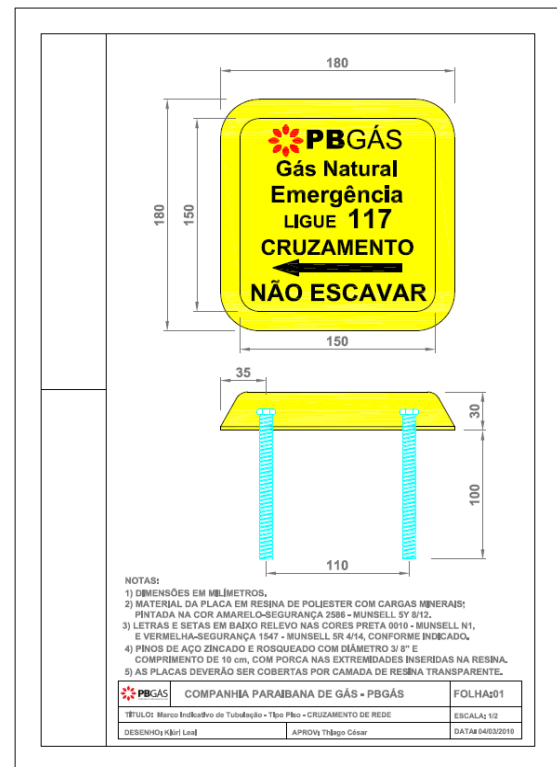 180
180
150
PBGÁS
Gás Natural
Emergência
LIGUE 117
CRUZAMENTO
NÃO ESCAVAR
150
35
30
100
110
NOTAS:
1) DIMENSÕES EM MILÍMETROS.
2) MATERIAL DA PLACA EM RESINA DE POLIESTER COM CARGAS MINERAIS;
PINTADA NA COR AMARELO-SEGURANÇA 2586 - MUNSELL 5Y 8/12.
3) LETRAS E SETAS EM BAIXO RELEVO NAS CORES PRETA 0010 - MUNSELL N1,
E VERMELHA-SEGURANÇA 1547 - MUNSELL 5R 4/14, CONFORME INDICADO.
4) PINOS DE AÇO ZINCADO E ROSQUEADO COM DIÂMETRO 3/ 8" E
COMPRIMENTO DE 10 cm, COM PORCA NAS EXTREMIDADES INSERIDAS NA RESINA.
5) AS PLACAS DEVERÃO SER COBERTAS POR CAMADA DE RESINA TRANSPARENTE.
PBGÁS COMPANHIA PARAIBANA DE GÁS - PBGÁS FOLHA:01
TÍTULO: Marco Indicativo de Tubulação - Tipo Piso - CRUZAMENTO DE REDE ESCALA: 1/2
DESENHO: Kiúri Leal APROV: Thiago César DATA: 04/03/2010